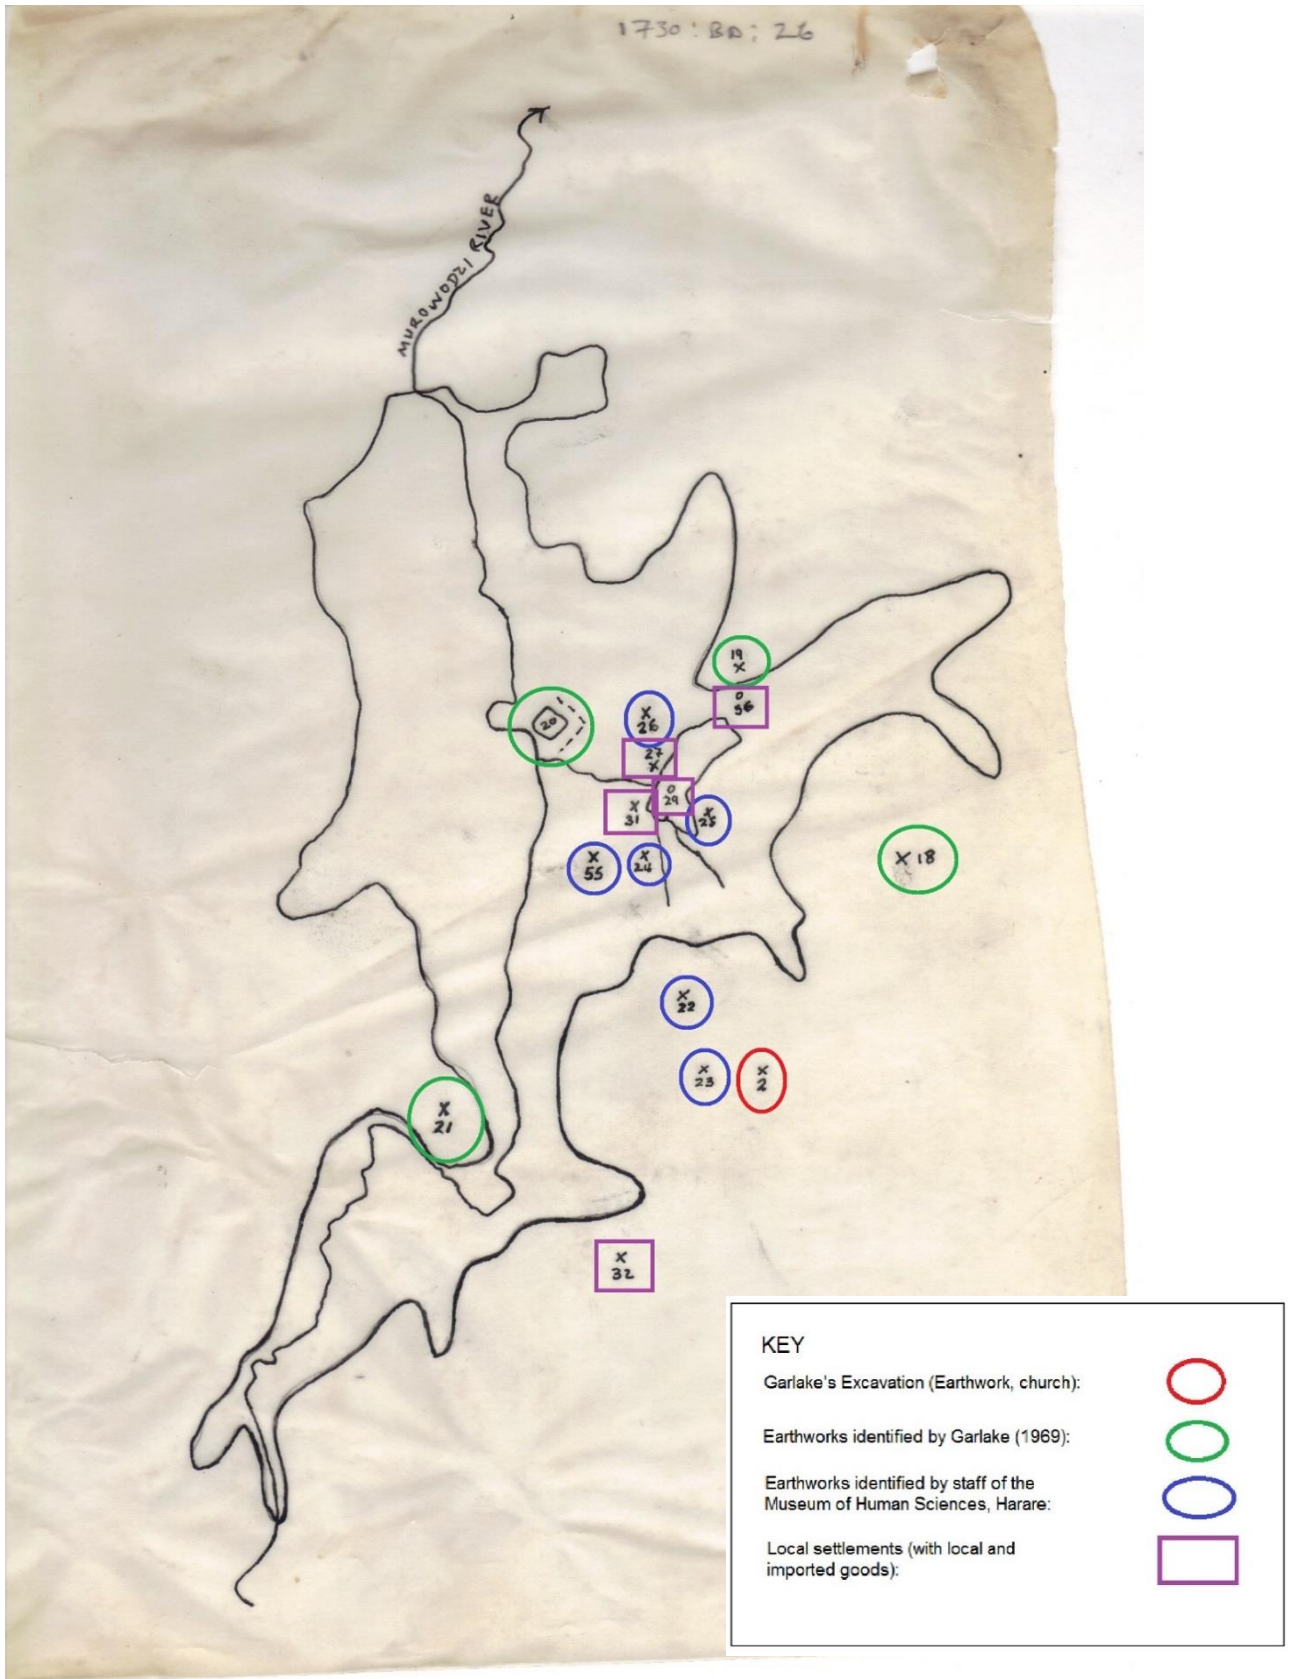 1730:BD:26
MUROWODZI RIVER
19
X
O
56
20
X
26
27
X
O
29
X
31
X
25
X
55
X
24
X 18
X
22
X
23
X
2
X
21
X
32
KEY
Garlake's Excavation (Earthwork, church):
Earthworks identified by Garlake (1969):
Earthworks identified by staff of the
Museum of Human Sciences, Harare:
Local settlements (with local and
imported goods):